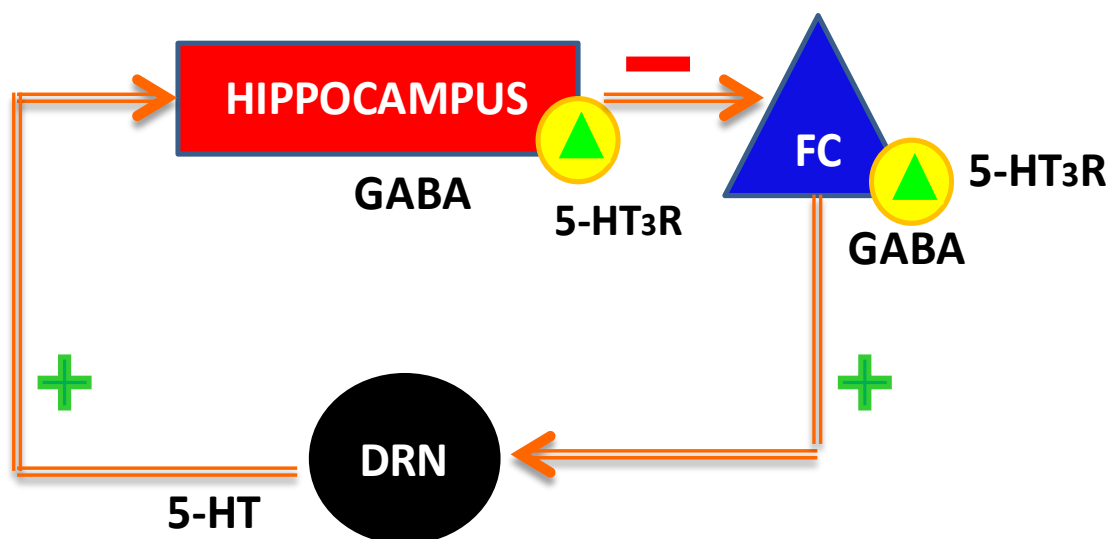 HIPPOCAMPUS
GABA
5-HT3R
FC
5-HT3R
GABA
DRN
5-HT